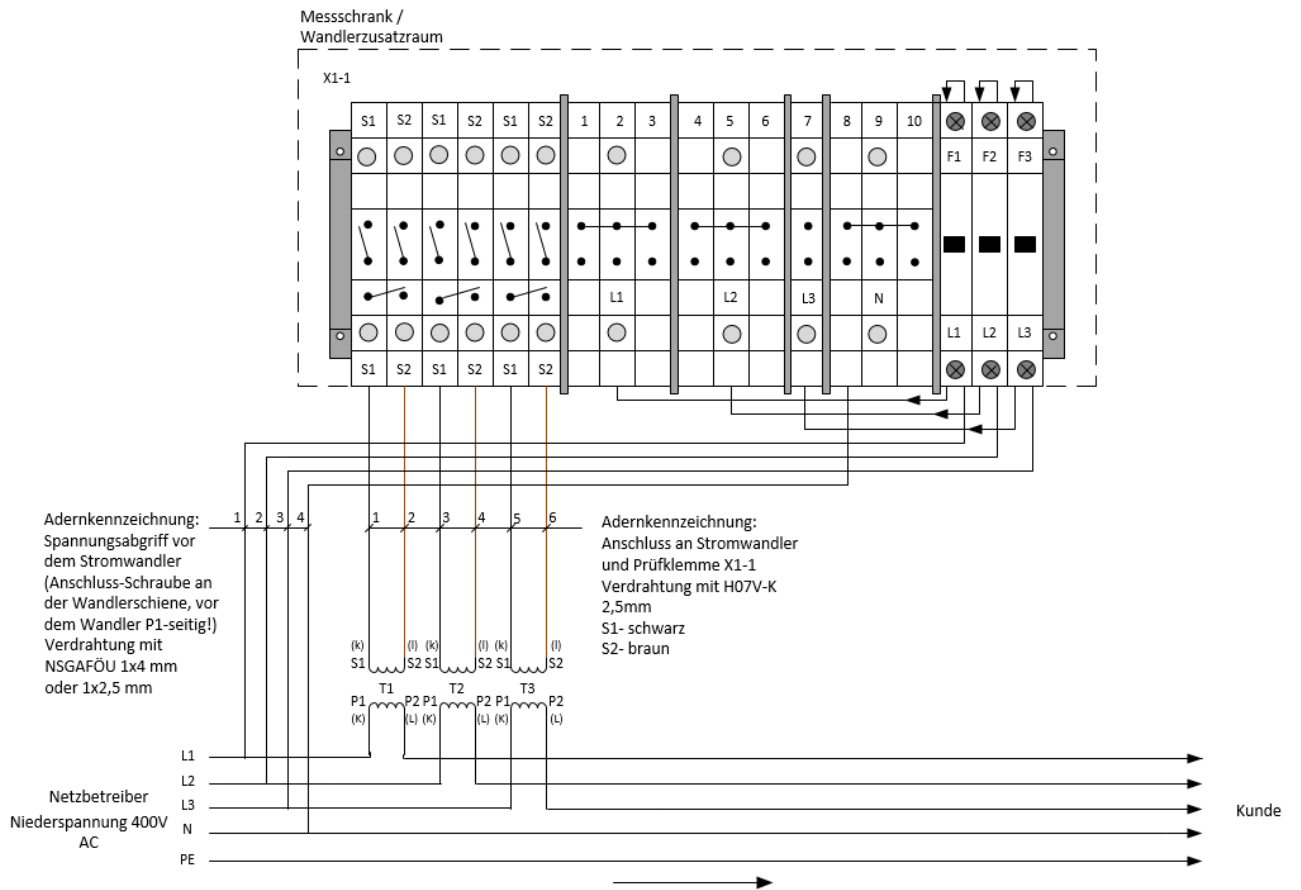 Messschrank /
Wandlerzusatzraum
X1-1
S1 S2 S1 S2 S1 S2 1 2 3 4 5 6 7 8 9 10
F1 F2 F3
L1 L2 L3 N
L1 L2 L3
S1 S2 S1 S2 S1 S2
1 2 3 4
1 2 3 4 5 6
Adernkennzeichnung:
Spannungsabgriff vor
dem Stromwandler
(Anschluss-Schraube an
der Wandlerschiene, vor
dem Wandler P1-seitig!)
Verdrahtung mit
NSGAFÖU 1x4 mm
oder 1x2,5 mm
Adernkennzeichnung:
Anschluss an Stromwandler
und Prüfklemme X1-1
Verdrahtung mit H07V-K
2,5mm
S1- schwarz
S2- braun
(k) (l) (k) (l) (k) (l)
S1 S2 S1 S2 S1 S2
T1 T2 T3
P1 P2 P1 P2 P1 P2
(K) (L) (K) (L) (K) (L)
L1
L2
L3
N
PE
Netzbetreiber
Niederspannung 400V
AC
Kunde